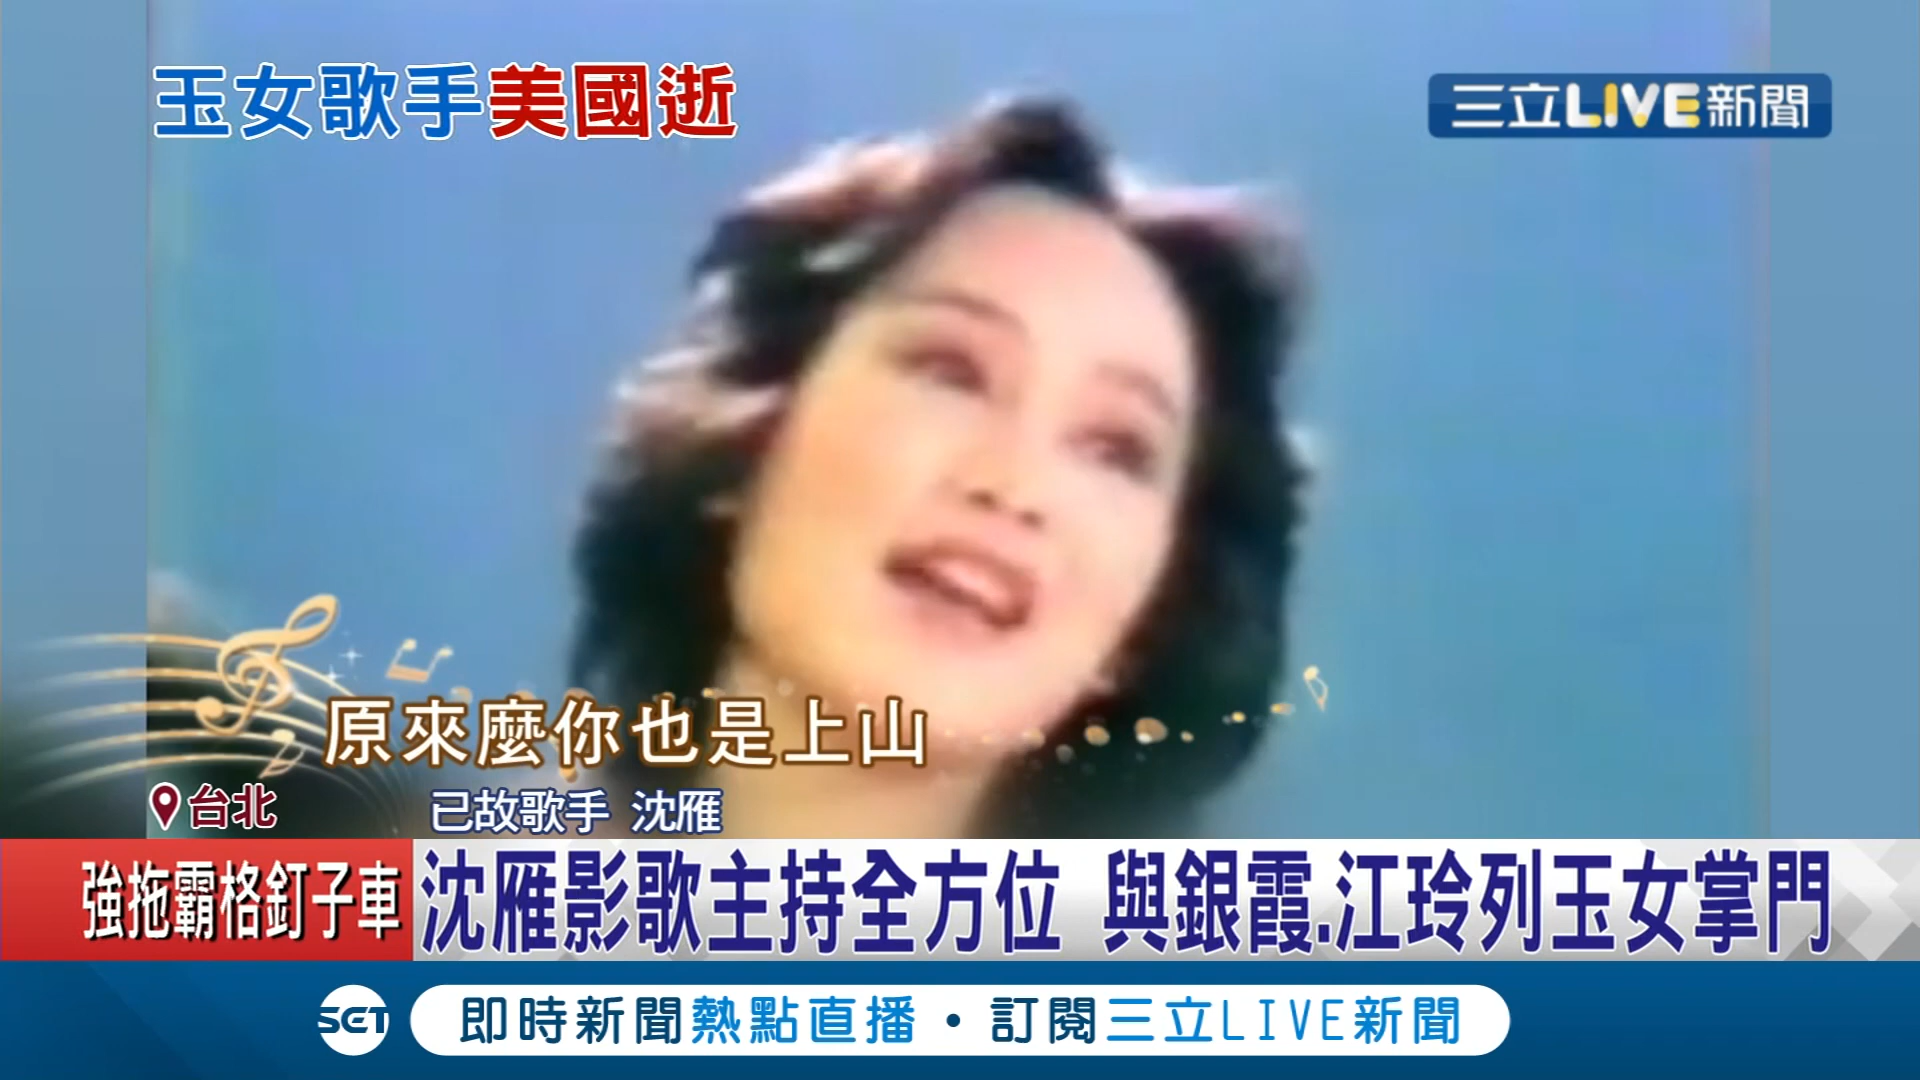 玉女歌手美國逝
三立LIVE新聞
原來麼你也是上山
台北
已故歌手 沈雁
強拖霸格釘子車
沈雁影歌主持全方位 與銀霞.江玲列玉女掌門
SET
即時新聞熱點直播・訂閱三立LIVE新聞